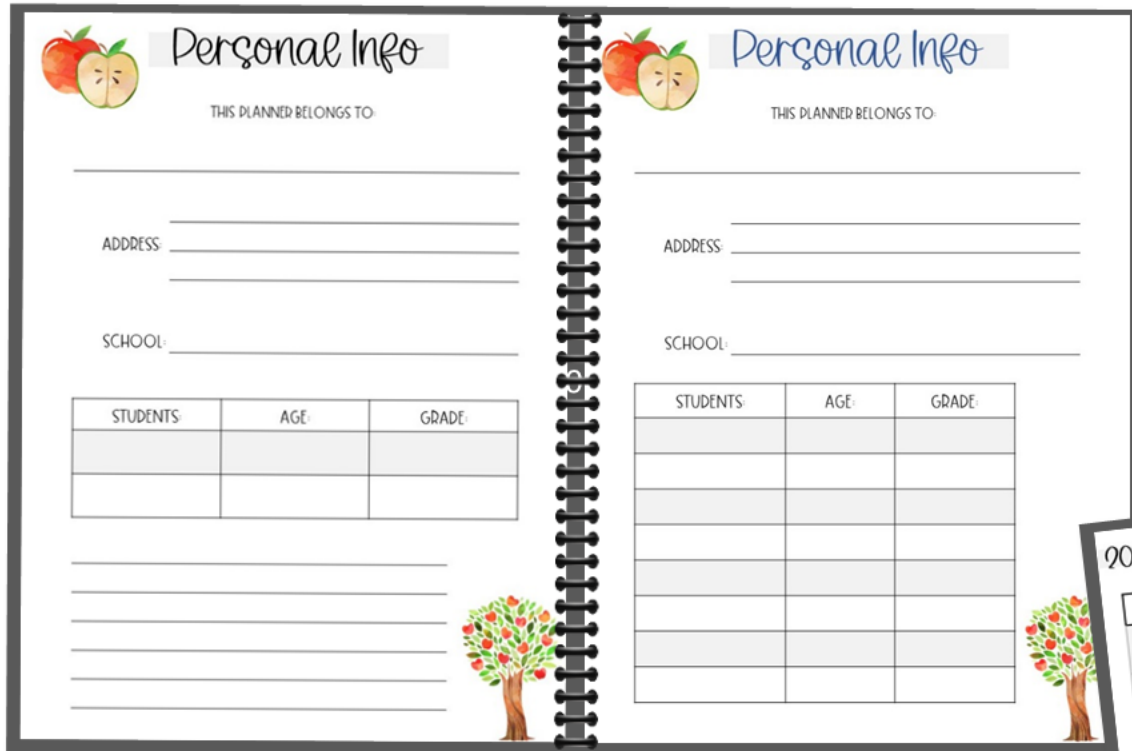 Personal Info
THIS PLANNER BELONGS TO:
ADDRESS:
SCHOOL:
STUDENTS: AGE: GRADE:
Personal Info
THIS PLANNER BELONGS TO:
ADDRESS:
SCHOOL:
STUDENTS: AGE: GRADE:
20